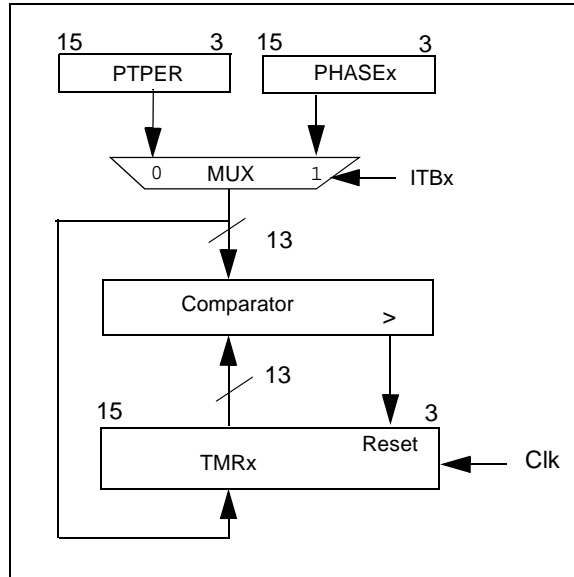 15 3 15 3
PTPER PHASEx
0 MUX 1 ITBx
13
Comparator
>
13
15 3
Reset
TMRx Clk